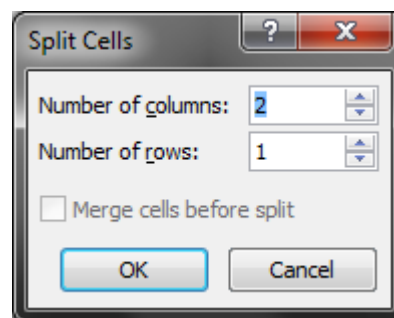 Split Cells ? X
Number of columns: 2
Number of rows: 1
Merge cells before split
OK Cancel